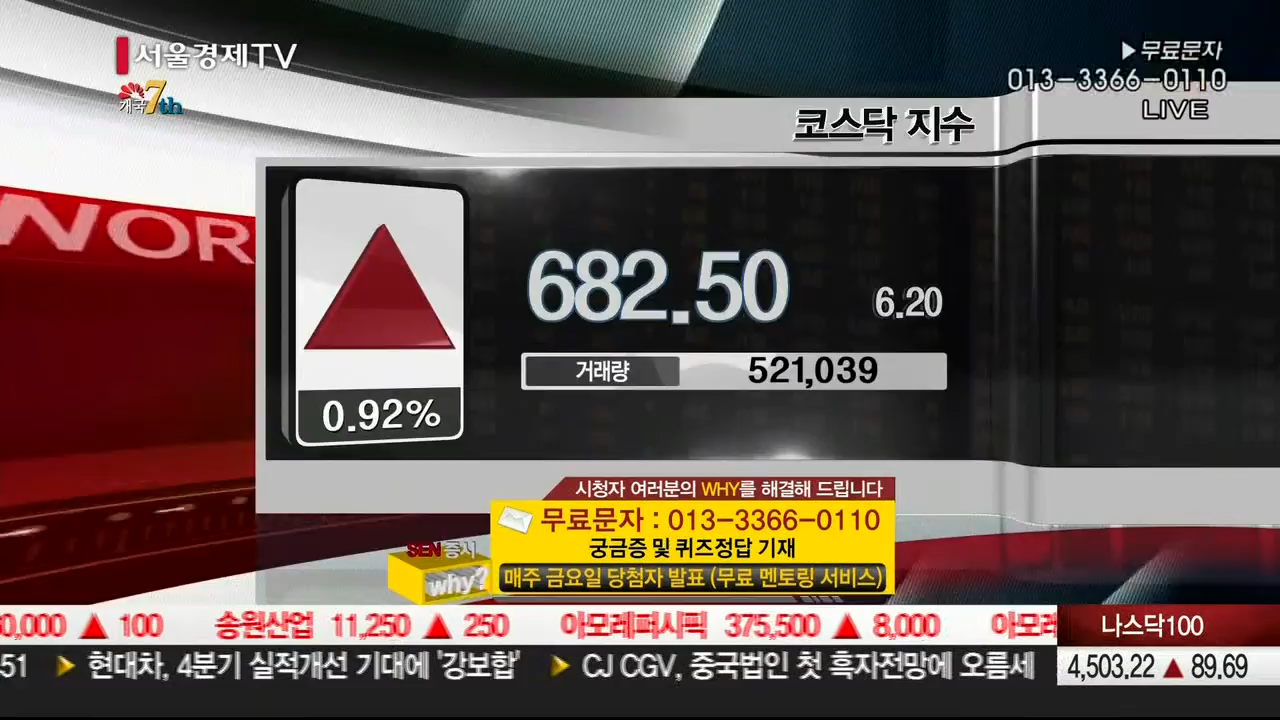 서울경제TV
개국 7th
▶무료문자
013-3366-0110
LIVE
코스닥 지수
WOR
682.50
6.20
거래량 521,039
0.92%
시청자 여러분의 WHY를 해결해 드립니다
무료문자 : 013-3366-0110
궁금증 및 퀴즈정답 기재
매주 금요일 당첨자 발표 (무료 멘토링 서비스)
SEN 증시
why?
0,000 ▲ 100 송원산업 11,250 ▲ 250 아모레퍼시픽 375,500 ▲ 8,000 아모레
나스닥100
51 ▶ 현대차, 4분기 실적개선 기대에 '강보합' ▶ CJ CGV, 중국법인 첫 흑자전망에 오름세
4,503.22 ▲ 89.69